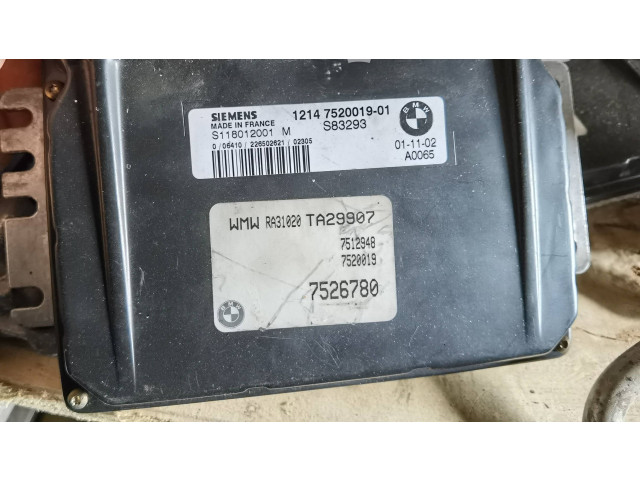 SIEMENS 1214 7520019-01
MADE IN FRANCE
S118012001 M S83293
0 / 06410 / 226502621 / 02305
BMW
01-11-02
A0065
WMW RA31020 TA29907
7512948
7520019
7526780
BMW